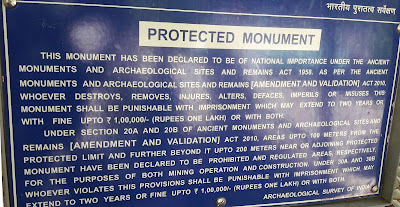 भारतीय पुरातत्व सर्वेक्षण
PROTECTED MONUMENT
THIS MONUMENT HAS BEEN DECLARED TO BE OF NATIONAL IMPORTANCE UNDER THE ANCIENT
MONUMENTS AND ARCHAEOLOGICAL SITES AND REMAINS ACT 1958. AS PER THE ANCIENT
MONUMENTS AND ARCHAEOLOGICAL SITES AND REMAINS [AMENDMENT AND VALIDATION] ACT 2010,
WHOEVER DESTROYS, REMOVES, INJURES, ALTERS, DEFACES, IMPERILS OR MISUSES THIS
MONUMENT SHALL BE PUNISHABLE WITH IMPRISONMENT WHICH MAY EXTEND TO TWO YEARS OR
WITH FINE UPTO ₹ 1,00,000/- (RUPEES ONE LAKH) OR WITH BOTH.
UNDER SECTION 20A AND 20B OF ANCIENT MONUMENTS AND ARCHAEOLOGICAL SITES AND
REMAINS [AMENDMENT AND VALIDATION] ACT 2010, AREAS UPTO 100 METERS FROM THE
PROTECTED LIMIT AND FURTHER BEYOND IT UPTO 200 METERS NEAR OR ADJOINING PROTECTED
MONUMENT HAVE BEEN DECLARED TO BE PROHIBITED AND REGULATED AREAS RESPECTIVELY
FOR THE PURPOSES OF BOTH MINING OPERATION AND CONSTRUCTION. UNDER 30A AND 30B
WHOEVER VIOLATES THIS PROVISIONS SHALL BE PUNISHABLE WITH IMPRISONMENT WHICH MAY
EXTEND TO TWO YEARS OR FINE UPTO ₹ 1,00,000/- (RUPEES ONE LAKH) OR WITH BOTH.
ARCHAEOLOGICAL SURVEY OF INDIA